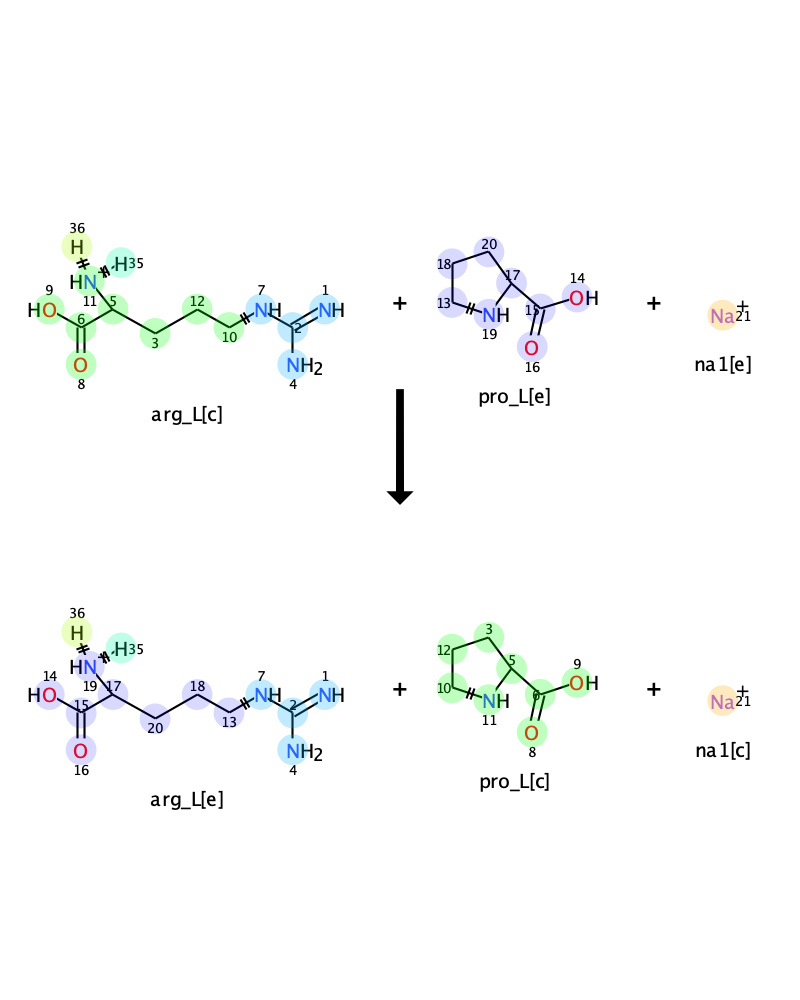 36
H
H35
HN
11
9
HO
6
5
O
8
3
12
10
7
NH
1
NH
2
NH2
4
arg_L[c]
+
20
18
17
13
NH
19
15
14
OH
O
16
pro_L[e]
+
Na+
21
na1[e]
36
H
H35
HN
19
14
HO
15
17
O
16
20
18
13
7
NH
1
NH
2
NH2
4
arg_L[e]
+
3
12
5
10
NH
11
6
9
OH
O
8
pro_L[c]
+
Na+
21
na1[c]